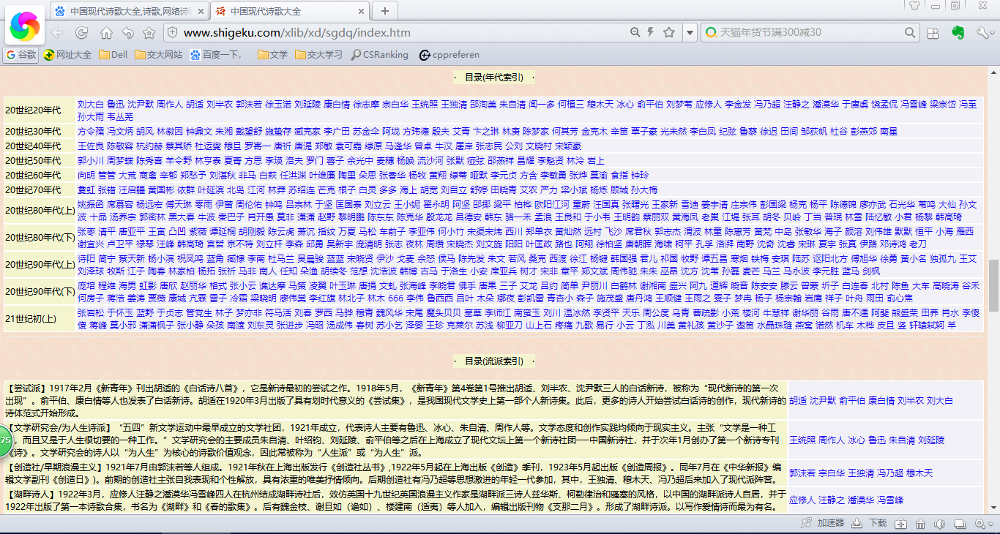 中国现代诗歌大全,诗歌,网络诗
中国现代诗歌大全
www.shigeku.com/xlib/xd/sgdq/index.htm
天猫年货节满300减30
谷歌 网址大全 Dell 交大网站 百度一下, 文学 交大学习 CSRanking cppreferen
· 目录(年代索引) ·
20世纪20年代
刘大白 鲁迅 沈尹默 周作人 胡适 刘半农 郭沫若 徐玉诺 刘延陵 康白情 徐志摩 宗白华 王统照 王独清 邵洵美 朱自清 闻一多 何植三 穆木天 冰心 俞平伯 刘梦苇 应修人 李金发 冯乃超 汪静之 潘漠华 于赓虞 饶孟侃 冯雪峰 梁宗岱 冯至
孙大雨 韦丛芜
20世纪30年代
方令孺 冯文炳 胡风 林徽因 钟鼎文 朱湘 戴望舒 施蛰存 臧克家 李广田 苏金伞 阿垅 方玮德 殷夫 艾青 卞之琳 林庚 陈梦家 何其芳 金克木 辛笛 覃子豪 光未然 李白凤 纪弦 鲁藜 徐迟 田间 邹荻帆 杜谷 彭燕郊 南星
20世纪40年代
王佐良 陈敬容 杭约赫 蔡其矫 杜运燮 穆旦 罗寄一 唐祈 唐湜 郑敏 袁可嘉 绿原 马逢华 曾卓 牛汉 屠岸 张志民 公刘 文晓村 宋颖豪
20世纪50年代
郭小川 周梦蝶 陈秀喜 羊令野 林亨泰 夏菁 方思 李瑛 洛夫 罗门 蓉子 余光中 麦穗 杨唤 流沙河 张默 痖弦 邵燕祥 昌耀 李魁贤 林泠 岩上
20世纪60年代
向明 管管 大荒 商禽 辛郁 郑愁予 刘湛秋 非马 白萩 任洪渊 叶维廉 陶里 朵思 张香华 杨牧 黄翔 绿蒂 哑默 李元贞 方含 李敏勇 张烨 莫渝 食指 钟玲
20世纪70年代
敻虹 张错 汪启疆 黄国彬 依群 叶延滨 北岛 江河 林莽 苏绍连 芒克 根子 白灵 多多 海上 胡宽 刘自立 舒婷 田晓青 艾农 严力 梁小斌 杨炼 顾城 孙大梅
20世纪80年代(上)
姚振函 席慕容 杨远宏 傅天琳 零雨 伊蕾 周伦佑 钟鸣 吕宗林 于坚 匡国泰 刘立云 王小妮 翟永明 阿坚 邵郎 梁平 柏桦 欧阳江河 童蔚 汪国真 张曙光 王家新 雪迪 姜宇清 庄宗伟 彭国梁 杨克 杨平 陈德锦 廖亦武 石光华 苇鸣 大仙 孙文
波 十品 汤养宗 郭密林 黑大春 牛波 秦巴子 肖开愚 莫非 潇潇 赵野 黎明鹏 陈东东 陈克华 殷龙龙 吕德安 韩东 骆一禾 孟浪 王良和 于小韦 王明韵 蔡丽双 黄海凤 老巢 江堤 张耳 胡冬 贝岭 丁当 普珉 林雪 陆忆敏 小君 杨黎 韩高琦
20世纪80年代(下)
张枣 清平 唐亚平 王寅 凸凹 紫薇 谭延桐 胡刚毅 陈云虎 萧沉 指纹 万夏 马松 车前子 李亚伟 何小竹 宋渠宋炜 西川 郑单衣 黄灿然 远村 飞沙 席君秋 郭志杰 渭波 林童 陈惠芳 黄梵 中岛 张敏华 海子 颜溶 刘伟雄 默默 恒平 小海 雁西
谢宜兴 卢卫平 禄琴 汪峰 韩高琦 宫哲 京不特 刘立杆 李森 邱勇 吴新宇 庞清明 张志 夜林 周瓒 宋晓杰 刘文旋 阳阳 叶匡政 路也 阿翔 徐柏坚 唐朝晖 海啸 柯平 孔孚 洛湃 南野 沈奇 沈睿 宋琳 夏宇 张真 伊路 邓诗鸿 老刀
20世纪90年代(上)
诗阳 简宁 蔡天新 杨小滨 祝凤鸣 蓝角 臧棣 李南 杜马兰 吴晨骏 蓝蓝 宋晓贤 伊沙 戈麦 余怒 侯马 陈先发 朱文 若风 桑克 西渡 徐江 杨键 韩国强 君儿 祁国 牧野 谭五昌 寒烟 铁梅 安琪 陆苏 讴阳北方 傅旭华 徐勇 黄小名 独孤九 王艾
刘泽球 牧斯 江子 陶春 林家柏 杨拓 张祈 马非 南人 任知 朵渔 胡续冬 范想 沈浩波 韩博 古马 于洛生 小安 席亚兵 树才 宋非 章平 郑文斌 周伟驰 朱朱 巫昂 沈方 沈苇 孙磊 麦芒 马兰 马永波 李元胜 蓝马 剑枫
20世纪90年代(下)
庞培 程维 海男 虹影 唐欣 赵丽华 格式 张小云 谯达摩 马策 凌翼 叶玉琳 唐捐 文乩 张海峰 李晓君 佛手 唐果 三子 艾龙 吕约 简单 尹丽川 白鹤林 谢湘南 盛兴 阿九 道辉 晓音 陈安安 滕云 曾蒙 圻子 白连春 北村 陈鱼 大车 高晓涛 谷禾
何房子 蒋浩 姜涛 贾薇 康城 亢霖 雷子 冷霜 梁晓明 廖伟棠 李红旗 林北子 林木 666 李伟 鲁西西 吕叶 木朵 娜夜 彭凯雷 青杏小 森子 施茂盛 唐丹鸿 王顺健 王雨之 雯子 梦冉 杨子 杨宗翰 岩鹰 祥子 叶舟 雨田 俞心焦
21世纪初(上)
张岩松 于怀玉 蓝野 于贞志 管党生 林子 梦亦非 符马活 刘春 罗西 马骅 穆青 魏风华 宋尾 魔头贝贝 墓草 李师江 南蛮玉 刘川 温冰然 李贤平 天乐 周公度 乌青 曹疏影 小荒 楼河 牛慧祥 谢华丽 谷雨 唐不遇 阿斐 熊盛荣 田荞 肖水 李傻
傻 蒋峰 莫小邪 潇潇枫子 张小静 朵孩 南渡 刘东灵 张进步 冯昭 汤成伟 春树 苏小乞 泽婴 王珍 克莱尔 苏浅 柳亚刀 山上石 疼痛 九歌 易行 小云 丁泓 川美 黄礼孩 黄沙子 遨笛 水晶珠琏 燕窝 诺然 机车 木桦 皮旦 竖 轩辕轼轲 羊
· 目录(流派索引) ·
【尝试派】1917年2月《新青年》刊出胡适的《白话诗八首》，它是新诗最初的尝试之作。1918年5月，《新青年》第4卷第1号推出胡适、刘半农、沈尹默三人的白话新诗，被称为“现代新诗的第一次
出现”。俞平伯、康白情等人也发表了白话新诗。胡适在1920年3月出版了具有划时代意义的《尝试集》，是我国现代文学史上第一部个人新诗集。此后，更多的诗人开始尝试白话诗的创作，现代新诗的
诗体范式开始形成。
胡适 沈尹默 俞平伯 康白情 刘半农 刘大白
【文学研究会/为人生诗派】“五四”新文学运动中最早成立的文学社团，1921年成立，代表诗人主要有鲁迅、冰心、朱自清、周作人等。文学态度和创作实践均倾向于现实主义。主张“文学是一种工
，而且又是于人生很切要的一种工作。”文学研究会的主要成员朱自清、叶绍钧、刘延陵、俞平伯等之后在上海成立了现代文坛上第一个新诗社团——中国新诗社，并于次年1月创办了第一个新诗专刊
《诗》。文学研究会的诗人以“为人生”为核心的诗歌价值观念，因此常被称为“人生派”或“为人生”派。
王统照 周作人 冰心 鲁迅 朱自清 刘延陵
75
【创造社/早期浪漫主义】1921年7月由郭沫若等人组成。1921年秋在上海出版发行《创造社丛书》,1922年5月起在上海出版《创造》季刊，1923年5月起出版《创造周报》。同年7月在《中华新报》编
辑文学副刊《创造日》)。前期的创造社主张自我表现和个性解放，具有浓重的唯美抒情倾向。后期创造社有冯乃超等思想激进的年轻一代参加，其中，王独清、穆木天、冯乃超后来加入了现代派阵营。
郭沫若 宗白华 王独清 冯乃超 穆木天
【湖畔诗人】1922年3月，应修人汪静之潘漠华冯雪峰四人在杭州结成湖畔诗社后，效仿英国十九世纪英国浪漫主义作家是湖畔派三诗人兹华斯、柯勒律治和骚塞的风格，以中国的湖畔派诗人自居，并于
1922年出版了第一本诗歌合集，书名为《湖畔》和《春的歌集》。后有魏金枝、谢旦如（谵如）、楼建南（适夷）等人加入，编辑出版刊物《支那二月》。形成了湖畔诗派。以写作爱情诗而最为有名。
应修人 汪静之 潘漠华 冯雪峰
加速器 下载